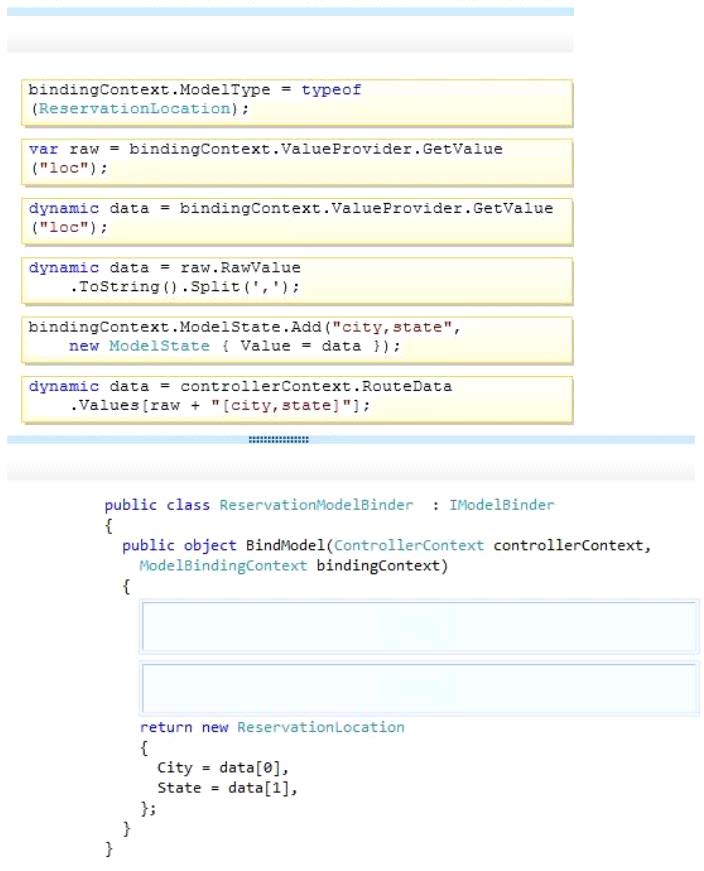 bindingContext.ModelType = typeof
(ReservationLocation);
var raw = bindingContext.ValueProvider.GetValue
("loc");
dynamic data = bindingContext.ValueProvider.GetValue
("loc");
dynamic data = raw.RawValue
.ToString().Split(',');
bindingContext.ModelState.Add("city,state",
new ModelState { Value = data });
dynamic data = controllerContext.RouteData
.Values[raw + "[city,state]"];
public class ReservationModelBinder : IModelBinder
{
public object BindModel(ControllerContext controllerContext,
ModelBindingContext bindingContext)
{
return new ReservationLocation
{
City = data[0],
State = data[1],
};
}
}